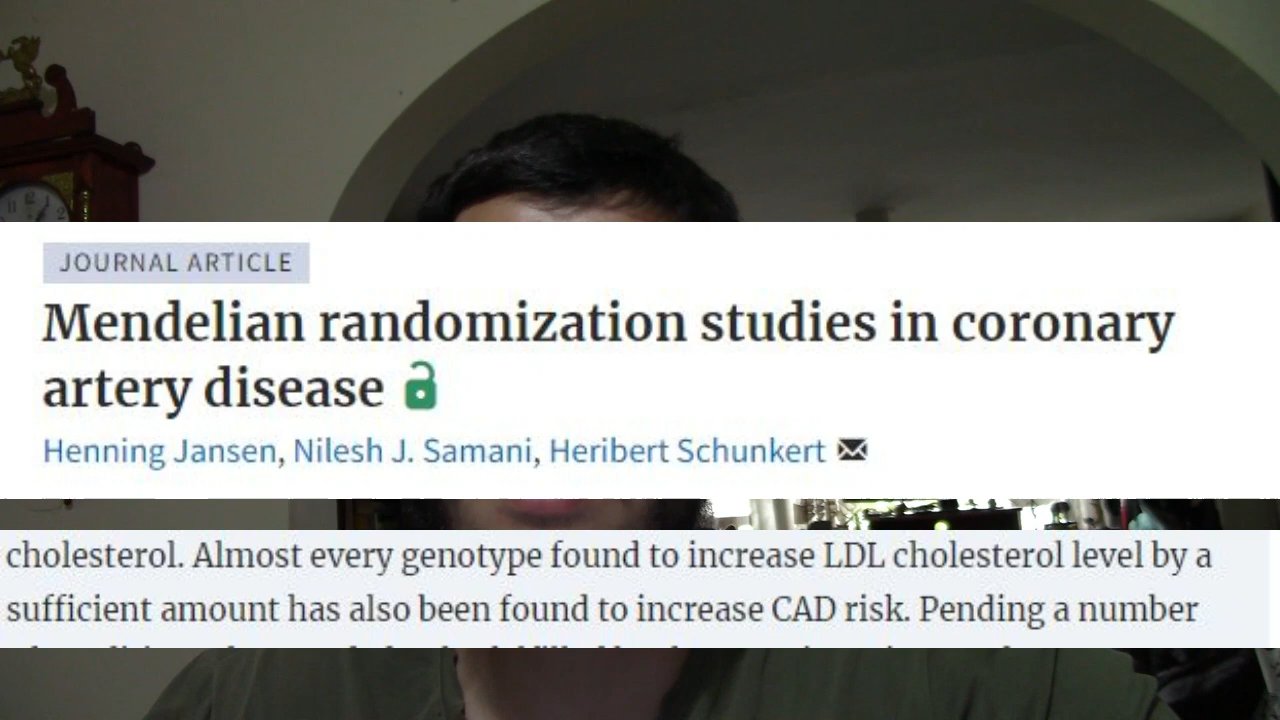 JOURNAL ARTICLE
Mendelian randomization studies in coronary
artery disease
Henning Jansen, Nilesh J. Samani, Heribert Schunkert
cholesterol. Almost every genotype found to increase LDL cholesterol level by a
sufficient amount has also been found to increase CAD risk. Pending a number